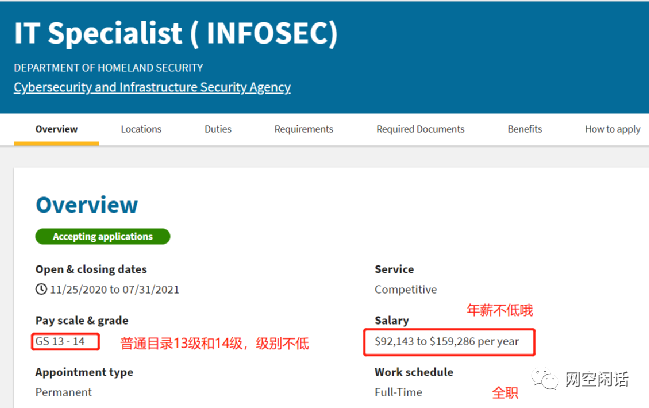 IT Specialist ( INFOSEC)
DEPARTMENT OF HOMELAND SECURITY
Cybersecurity and Infrastructure Security Agency
Overview Locations Duties Requirements Required Documents Benefits How to apply
Overview
Accepting applications
Open & closing dates
11/25/2020 to 07/31/2021
Service
Competitive
年薪不低哦
Pay scale & grade
GS 13 - 14
普通目录13级和14级，级别不低
Salary
$92,143 to $159,286 per year
Appointment type
Permanent
Work schedule
Full-Time
全职
网空闲话